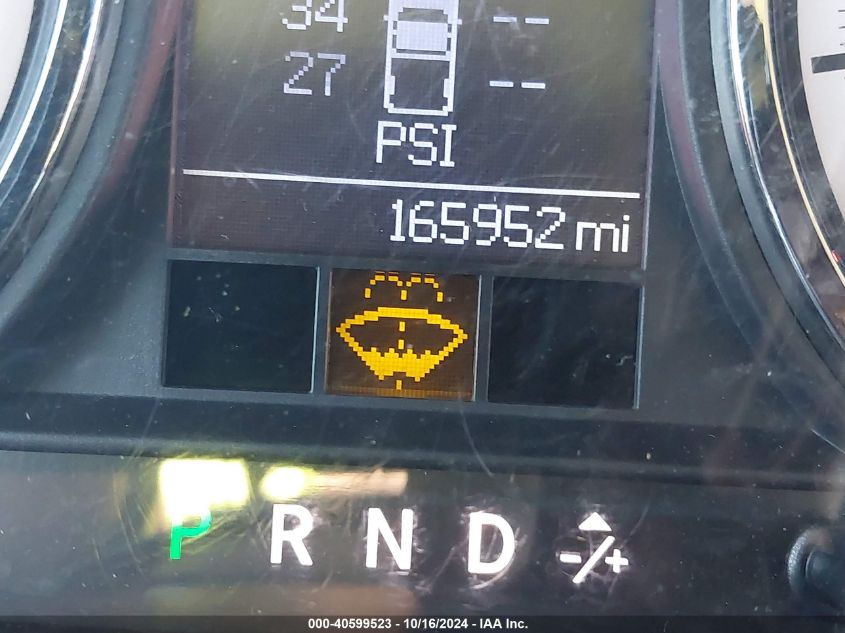 34 --
27 --
PSI
165952 mi
P R N D -/+
000-40599523 - 10/16/2024 - IAA Inc.